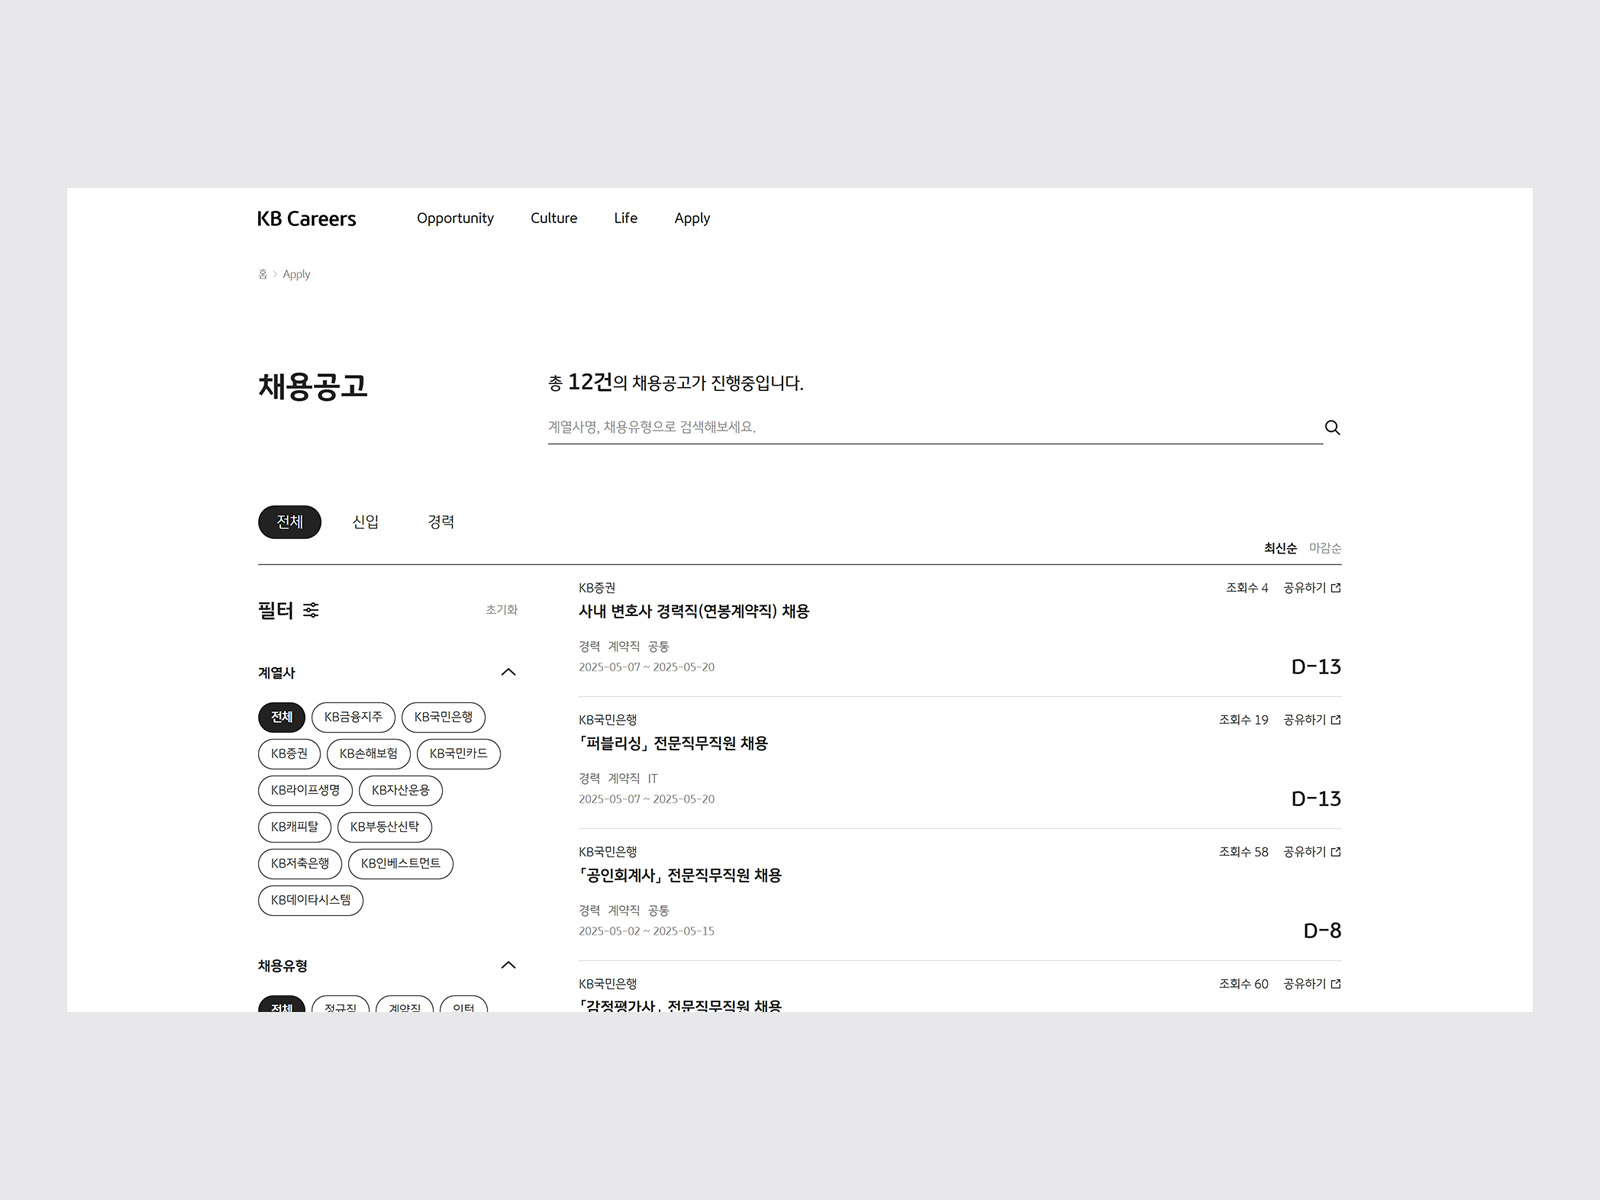 KB Careers Opportunity Culture Life Apply
홈 > Apply
채용공고
총 12건의 채용공고가 진행중입니다.
계열사명, 채용유형으로 검색해보세요.
전체 신입 경력
최신순 마감순
필터 초기화
계열사
전체 KB금융지주 KB국민은행
KB증권 KB손해보험 KB국민카드
KB라이프생명 KB자산운용
KB캐피탈 KB부동산신탁
KB저축은행 KB인베스트먼트
KB데이타시스템
채용유형
전체 정규직 계약직 인턴
KB증권 조회수 4 공유하기
사내 변호사 경력직(연봉계약직) 채용
경력 계약직 공통
2025-05-07 ~ 2025-05-20
D-13
KB국민은행 조회수 19 공유하기
「퍼블리싱」 전문직무직원 채용
경력 계약직 IT
2025-05-07 ~ 2025-05-20
D-13
KB국민은행 조회수 58 공유하기
「공인회계사」 전문직무직원 채용
경력 계약직 공통
2025-05-02 ~ 2025-05-15
D-8
KB국민은행 조회수 60 공유하기
「감정평가사」 전문직무직원 채용